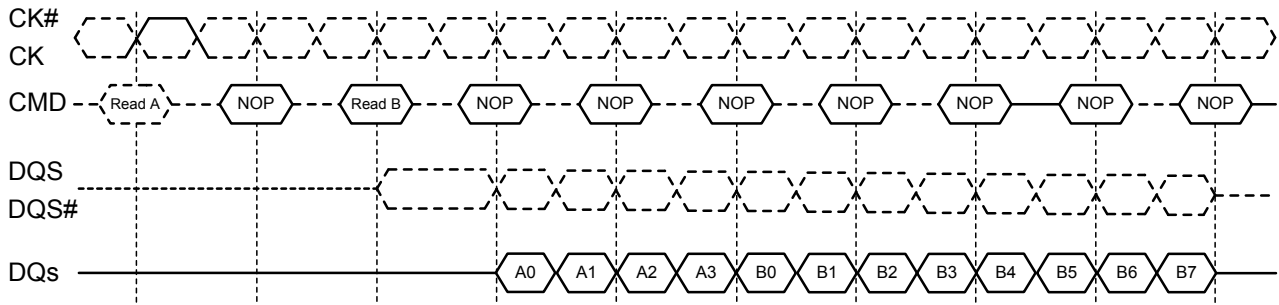 CK#
CK
CMD Read A NOP Read B NOP NOP NOP NOP NOP NOP NOP
DQS
DQS#
DQs A0 A1 A2 A3 B0 B1 B2 B3 B4 B5 B6 B7